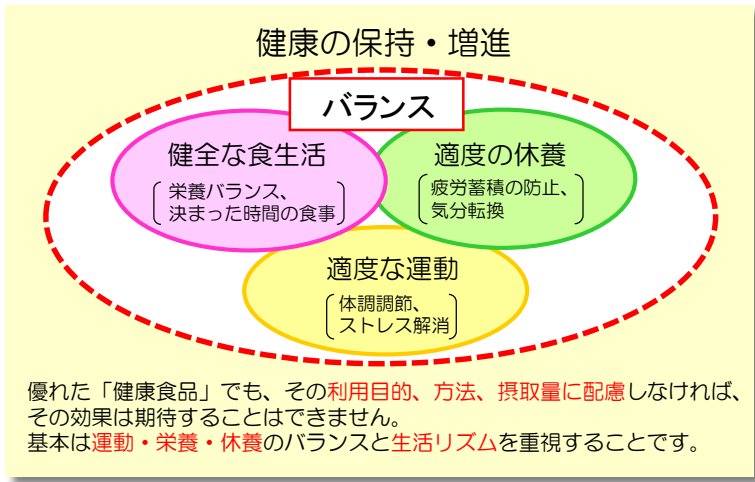 健康の保持・増進
バランス
健全な食生活
栄養バランス、
決まった時間の食事
適度の休養
疲労蓄積の防止、
気分転換
適度な運動
体調調節、
ストレス解消
優れた「健康食品」でも、その利用目的、方法、摂取量に配慮しなければ、
その効果は期待することはできません。
基本は運動・栄養・休養のバランスと生活リズムを重視することです。